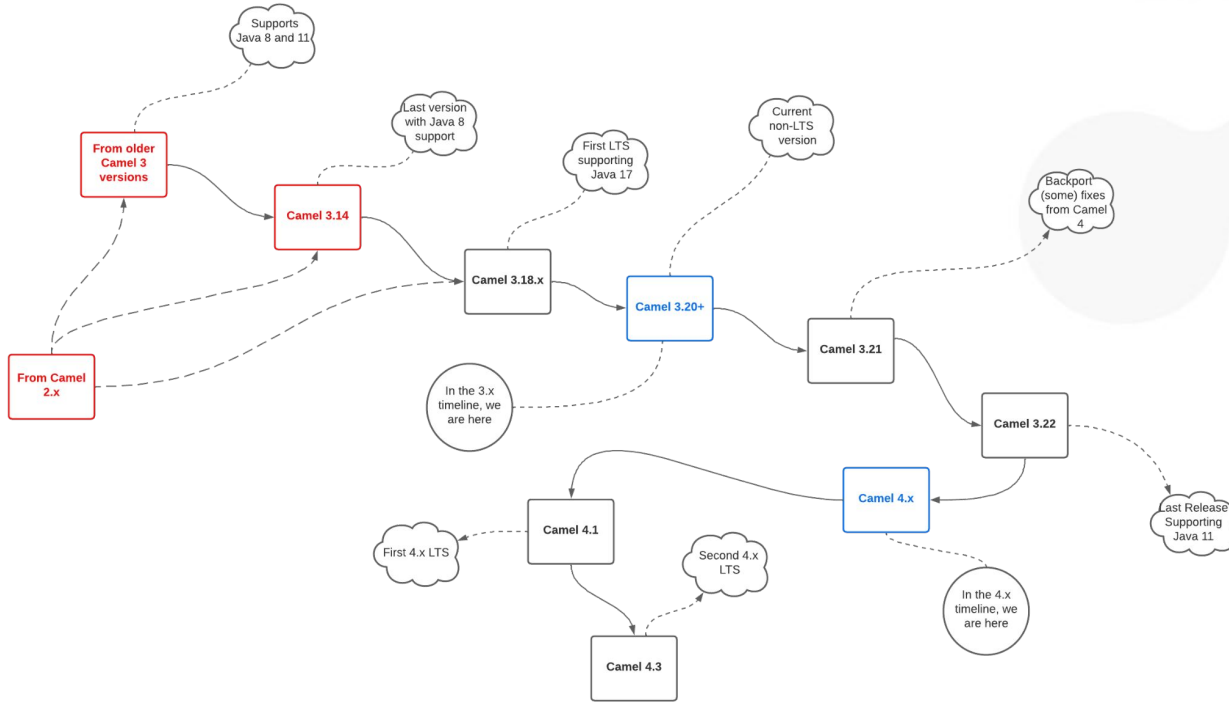 Supports
Java 8 and 11
Last version
with Java 8
support
Current
non-LTS
version
First LTS
supporting
Java 17
From older
Camel 3
versions
Backport
(some) fixes
from Camel
4
Camel 3.14
Camel 3.18.x
Camel 3.20+
Camel 3.21
From Camel
2.x
In the 3.x
timeline, we
are here
Camel 3.22
Camel 4.x
Last Release
Supporting
Java 11
Camel 4.1
First 4.x LTS
Second 4.x
LTS
In the 4.x
timeline, we
are here
Camel 4.3